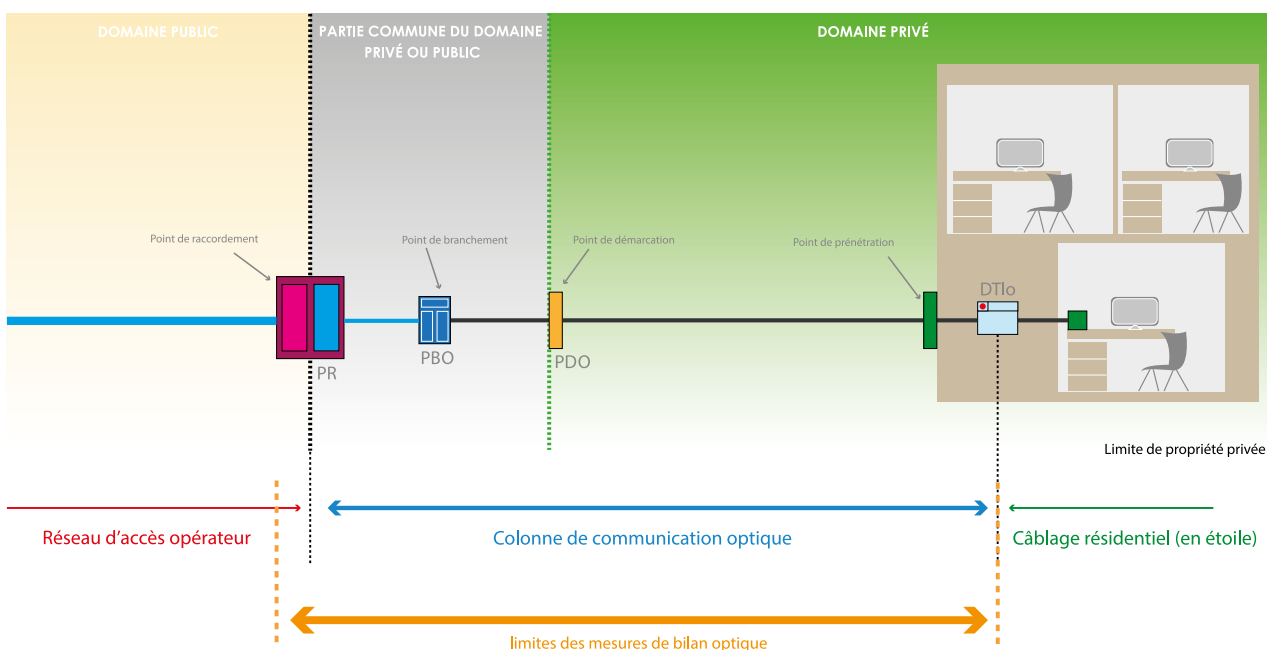 DOMAINE PUBLIC
PARTIE COMMUNE DU DOMAINE
PRIVÉ OU PUBLIC
DOMAINE PRIVÉ
Point de raccordement
Point de branchement
Point de démarcation
Point de prénétration
DTIo
PR
PBO
PDO
Limite de propriété privée
Réseau d'accès opérateur
Colonne de communication optique
Câblage résidentiel (en étoile)
limites des mesures de bilan optique